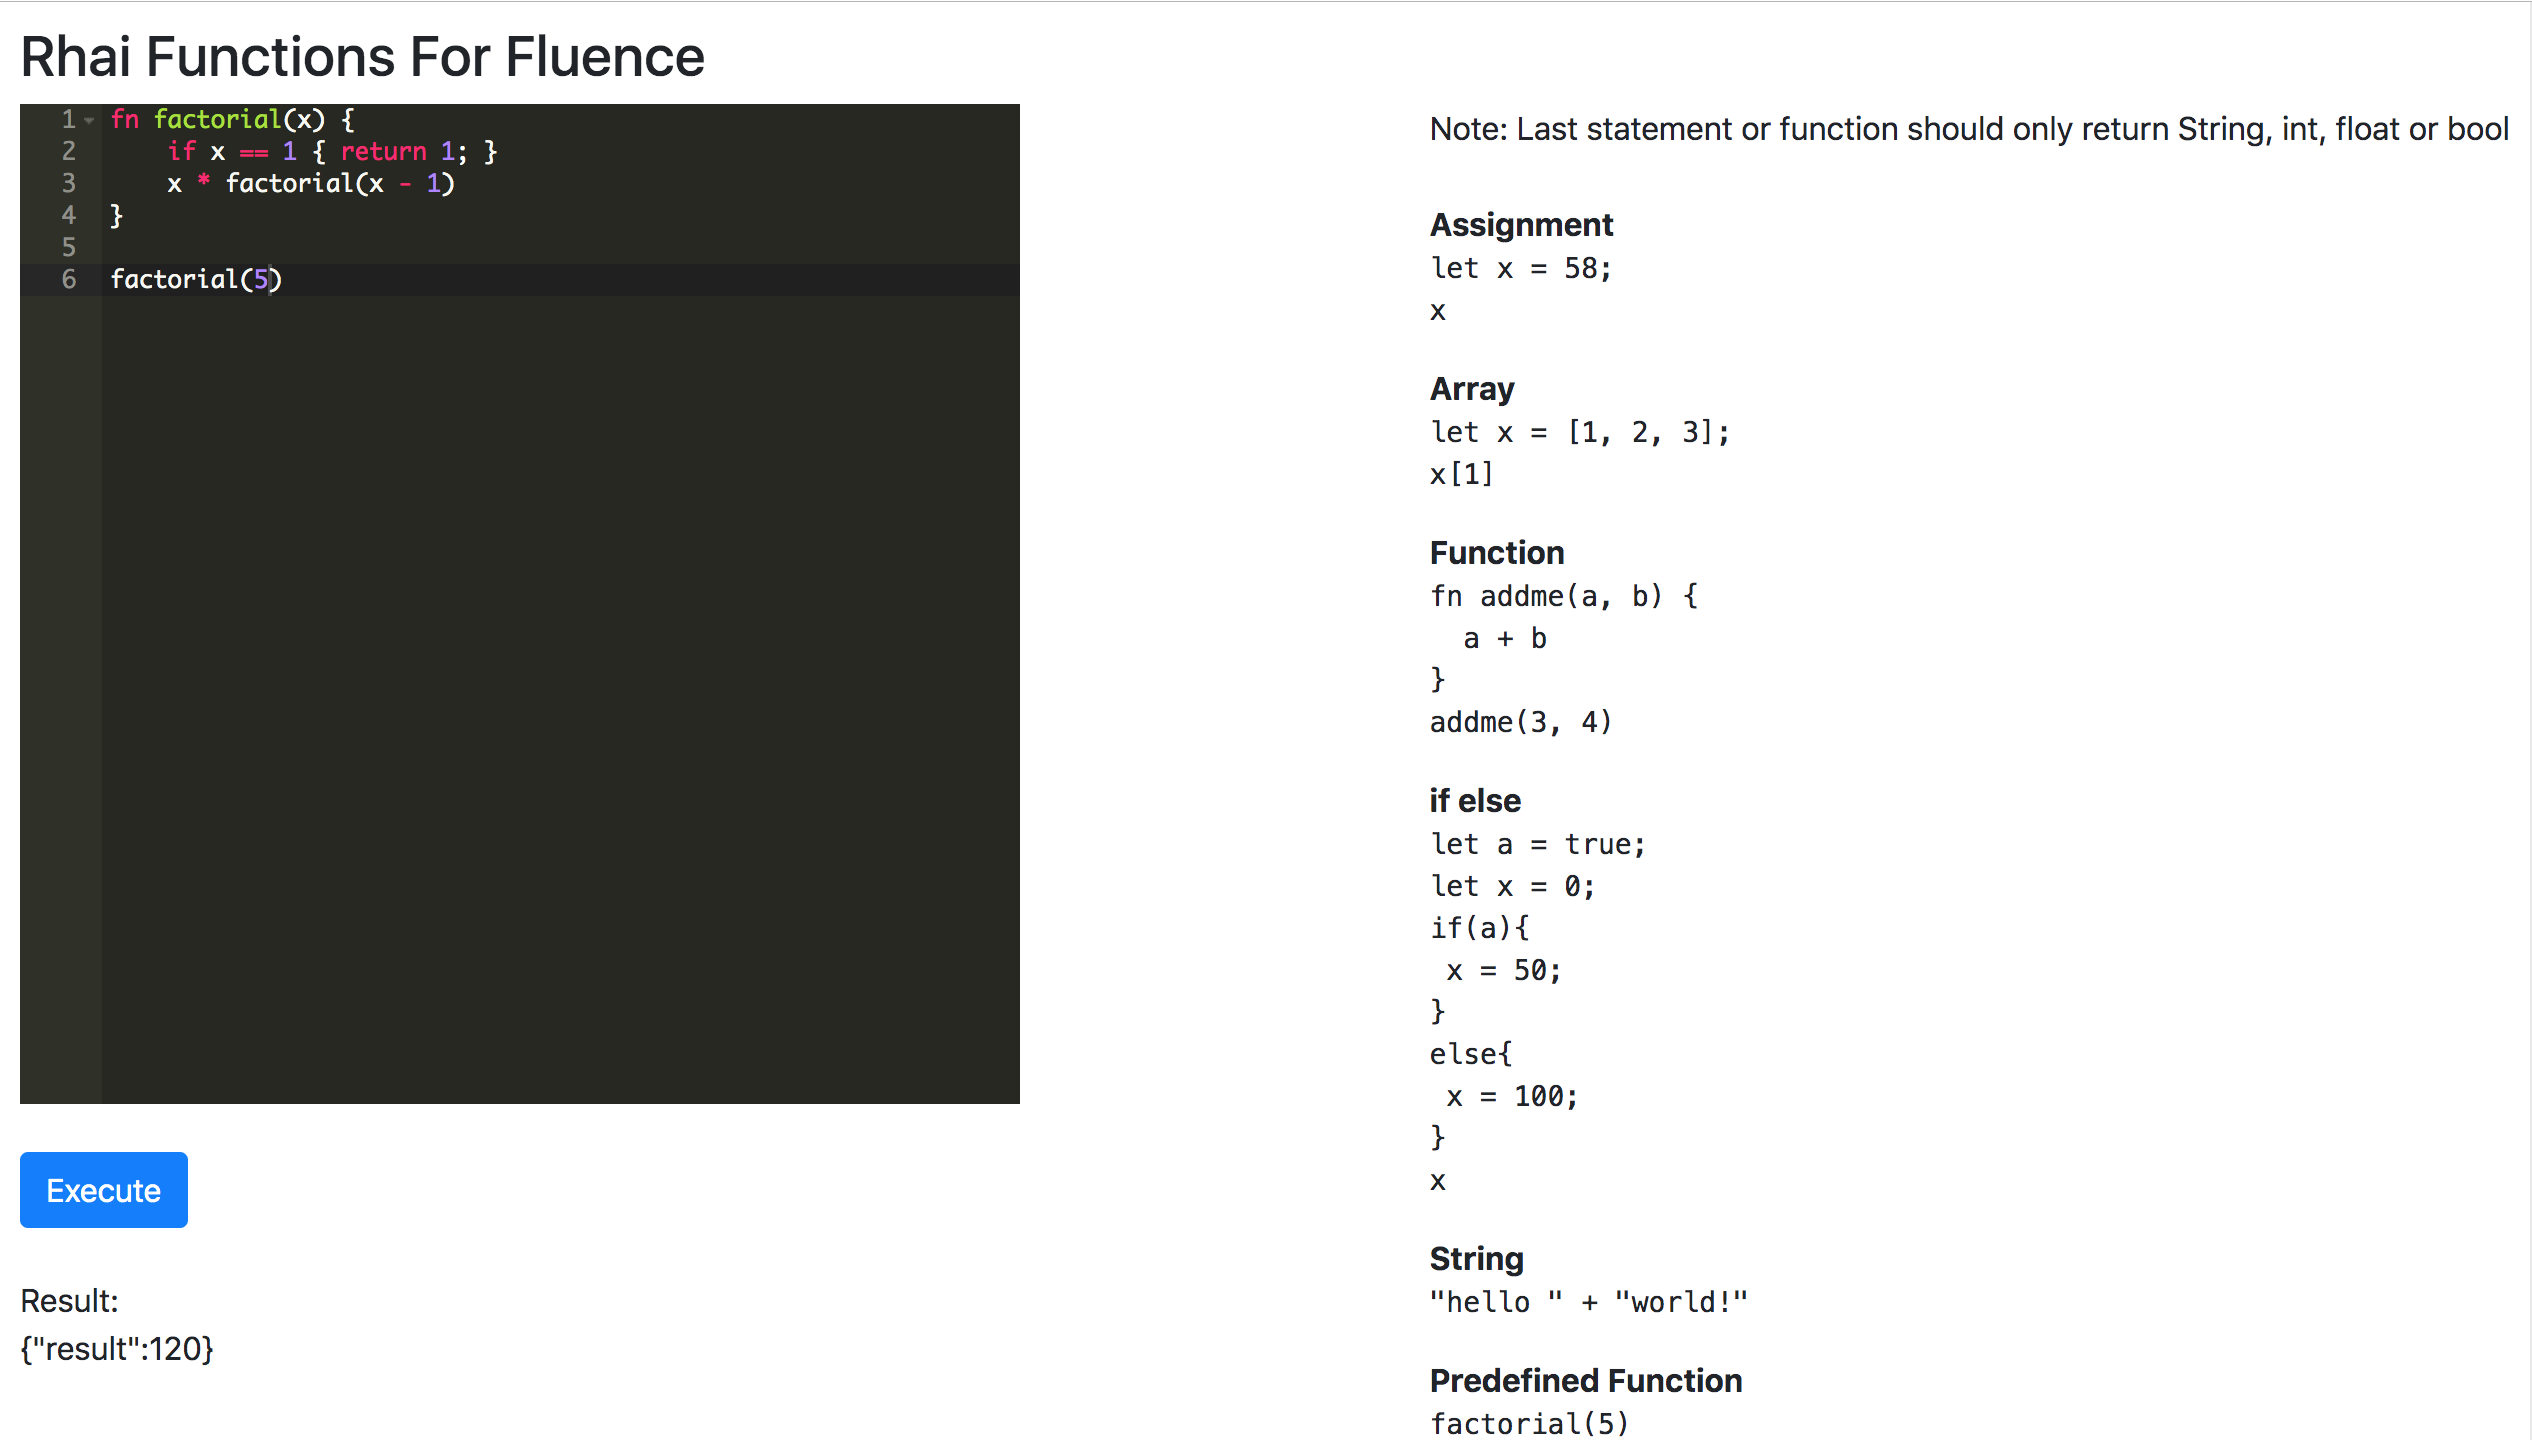 Rhai Functions For Fluence
1 fn factorial(x) {
2     if x == 1 { return 1; }
3     x * factorial(x - 1)
4 }
5
6 factorial(5)
Execute
Result:
{"result":120}
Note: Last statement or function should only return String, int, float or bool
Assignment
let x = 58;
x
Array
let x = [1, 2, 3];
x[1]
Function
fn addme(a, b) {
  a + b
}
addme(3, 4)
if else
let a = true;
let x = 0;
if(a){
 x = 50;
}
else{
 x = 100;
}
x
String
"hello " + "world!"
Predefined Function
factorial(5)